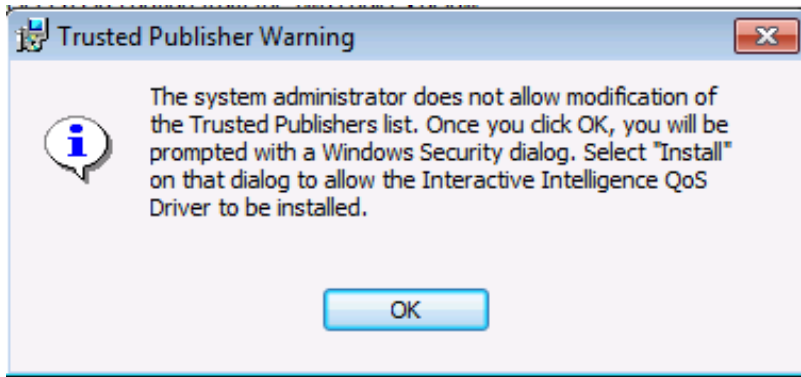 Trusted Publisher Warning
The system administrator does not allow modification of
the Trusted Publishers list. Once you click OK, you will be
prompted with a Windows Security dialog. Select "Install"
on that dialog to allow the Interactive Intelligence QoS
Driver to be installed.
OK